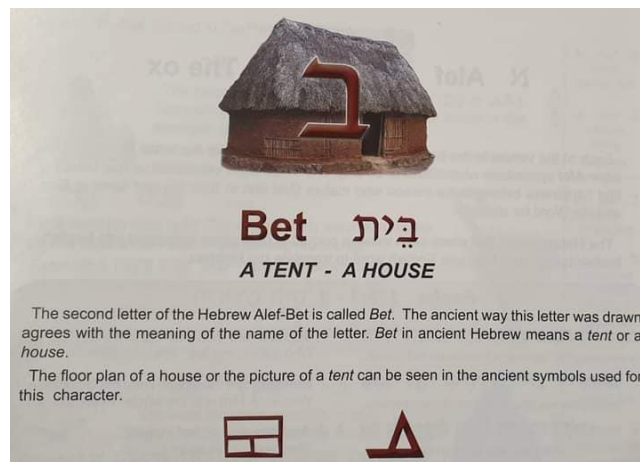 ב
Bet בֵּית
A TENT - A HOUSE
The second letter of the Hebrew Alef-Bet is called Bet. The ancient way this letter was drawn
agrees with the meaning of the name of the letter. Bet in ancient Hebrew means a tent or a
house.
The floor plan of a house or the picture of a tent can be seen in the ancient symbols used for
this character.